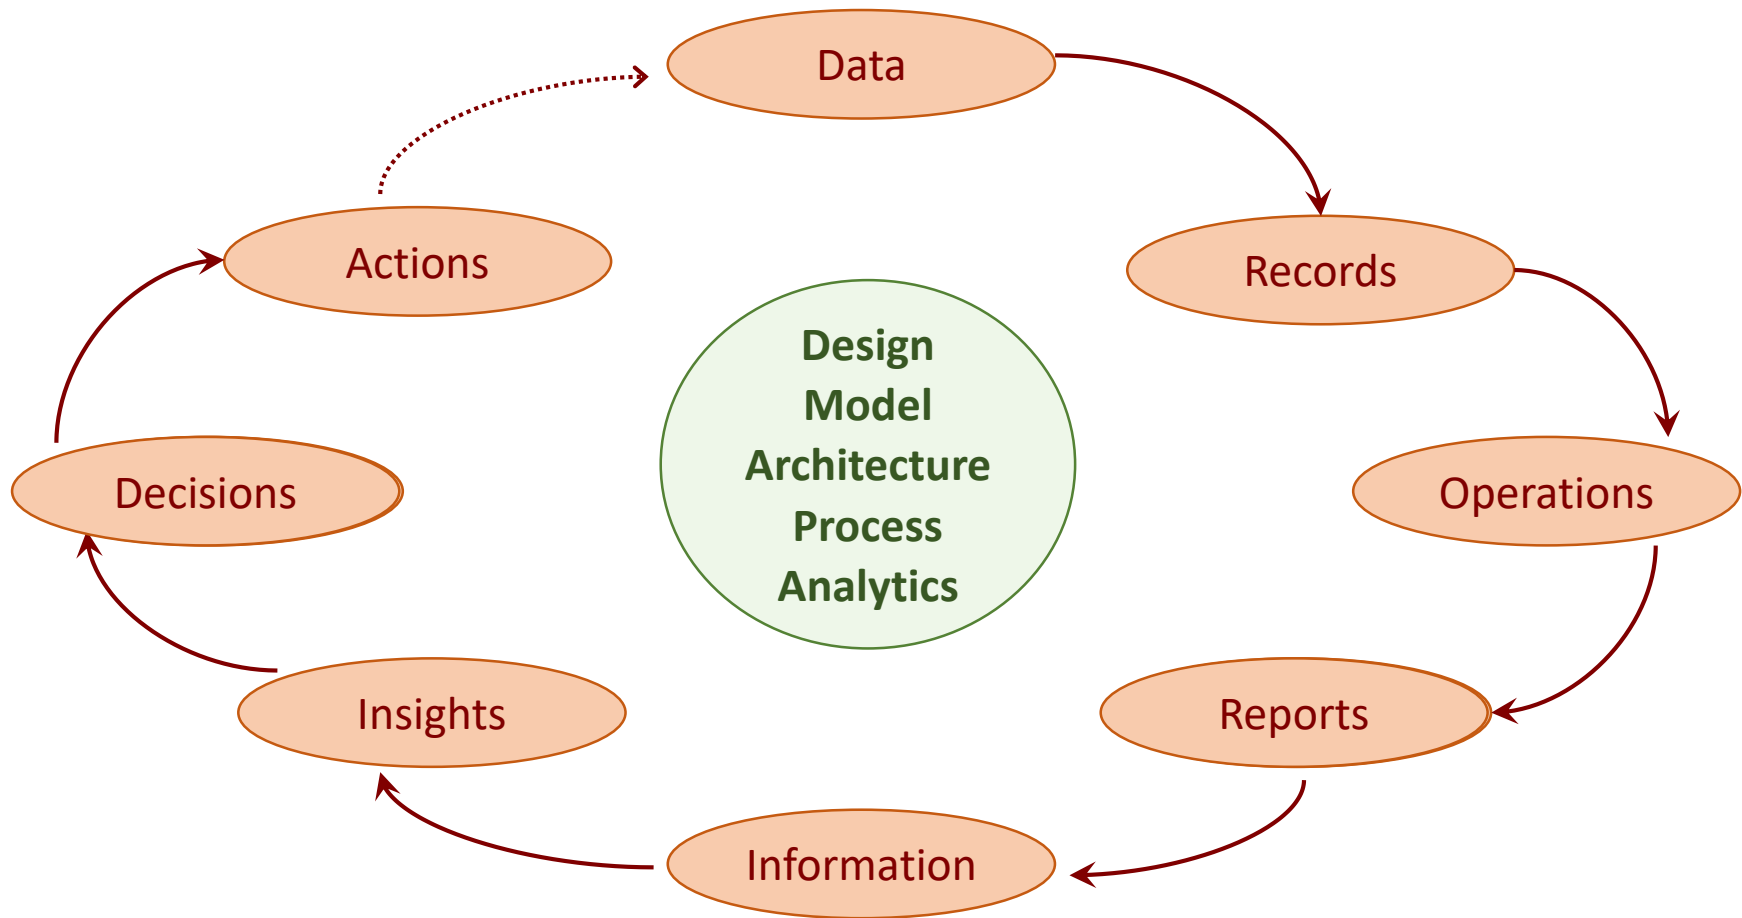 Data
Records
Operations
Reports
Information
Insights
Decisions
Actions
Design
Model
Architecture
Process
Analytics